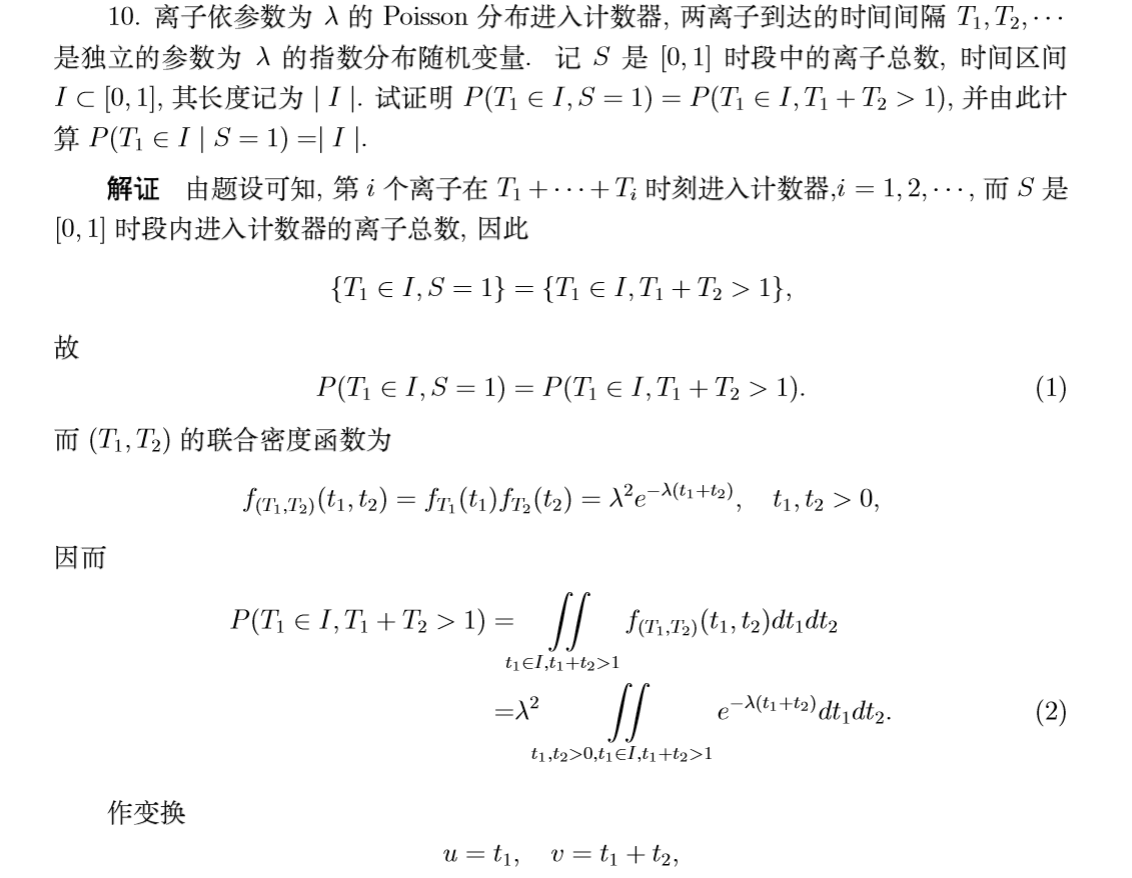 10. 离子依参数为 λ 的 Poisson 分布进入计数器, 两离子到达的时间间隔 T₁, T₂, ···
是独立的参数为 λ 的指数分布随机变量. 记 S 是 [0, 1] 时段中的离子总数, 时间区间
I ⊂ [0, 1], 其长度记为 | I |. 试证明 P(T₁ ∈ I, S = 1) = P(T₁ ∈ I, T₁ + T₂ > 1), 并由此计
算 P(T₁ ∈ I | S = 1) =| I |.
解证 由题设可知, 第 i 个离子在 T₁ + ··· + Tᵢ 时刻进入计数器,i = 1, 2, ···, 而 S 是
[0, 1] 时段内进入计数器的离子总数, 因此
{T₁ ∈ I, S = 1} = {T₁ ∈ I, T₁ + T₂ > 1},
故
P(T₁ ∈ I, S = 1) = P(T₁ ∈ I, T₁ + T₂ > 1). (1)
而 (T₁, T₂) 的联合密度函数为
f_{(T₁,T₂)}(t₁, t₂) = f_{T₁}(t₁)f_{T₂}(t₂) = λ²e^{−λ(t₁+t₂)}, t₁, t₂ > 0,
因而
P(T₁ ∈ I, T₁ + T₂ > 1) = ∬_{t₁∈I,t₁+t₂>1} f_{(T₁,T₂)}(t₁, t₂)dt₁dt₂
=λ² ∬_{t₁,t₂>0,t₁∈I,t₁+t₂>1} e^{−λ(t₁+t₂)}dt₁dt₂. (2)
作变换
u = t₁, v = t₁ + t₂,